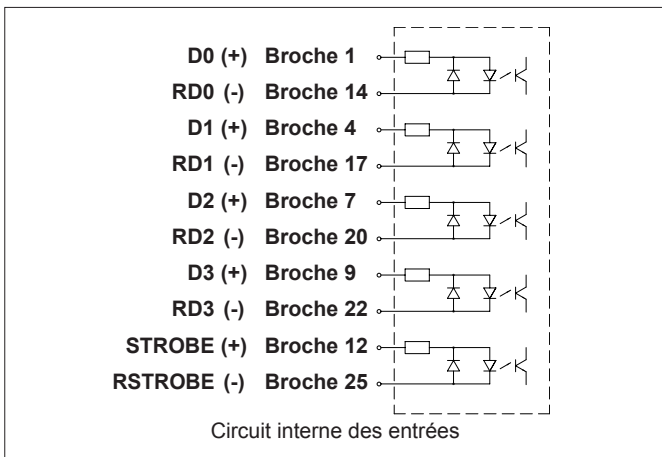 D0 (+) Broche 1
RD0 (-) Broche 14
D1 (+) Broche 4
RD1 (-) Broche 17
D2 (+) Broche 7
RD2 (-) Broche 20
D3 (+) Broche 9
RD3 (-) Broche 22
STROBE (+) Broche 12
RSTROBE (-) Broche 25
Circuit interne des entrées